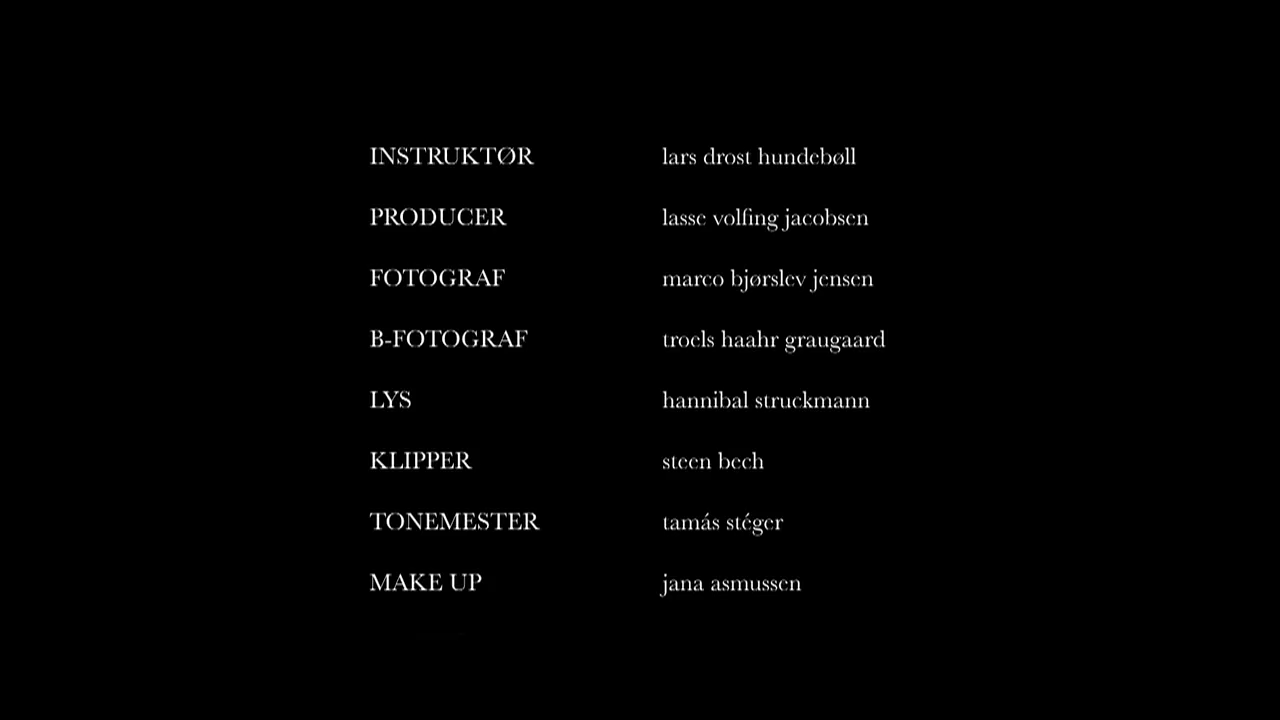 INSTRUKTØR lars drost hundebøll
PRODUCER lasse volfing jacobsen
FOTOGRAF marco bjørslev jensen
B-FOTOGRAF troels haahr graugaard
LYS hannibal struckmann
KLIPPER steen bech
TONEMESTER tamás stéger
MAKE UP jana asmussen